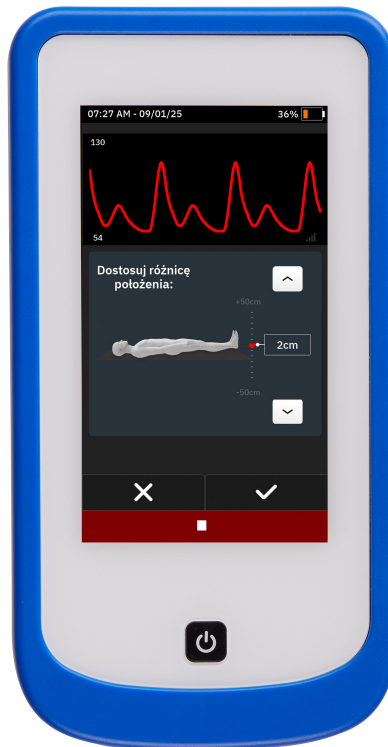 07:27 AM - 09/01/25 36%
130
54
Dostosuj różnicę
położenia:
+50cm
2cm
-50cm